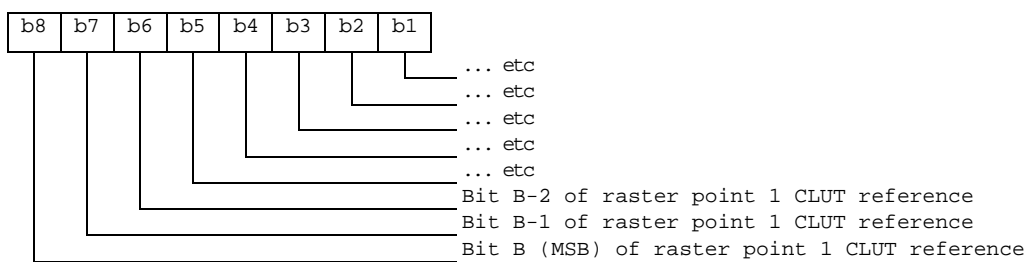 b8 b7 b6 b5 b4 b3 b2 b1
... etc
... etc
... etc
... etc
... etc
Bit B-2 of raster point 1 CLUT reference
Bit B-1 of raster point 1 CLUT reference
Bit B (MSB) of raster point 1 CLUT reference